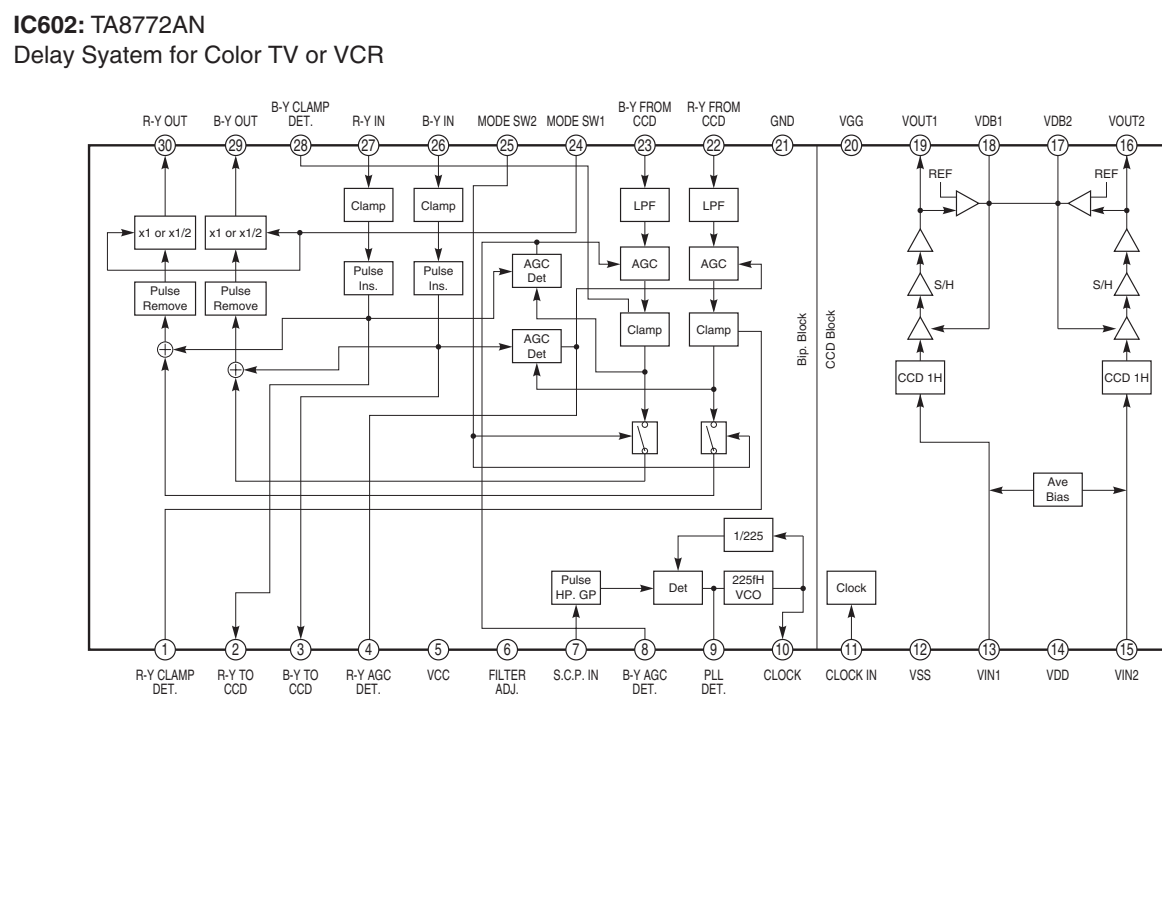 IC602: TA8772AN
Delay Syatem for Color TV or VCR
B-Y CLAMP B-Y FROM R-Y FROM
R-Y OUT B-Y OUT DET. R-Y IN B-Y IN MODE SW2 MODE SW1 CCD CCD GND VGG VOUT1 VDB1 VDB2 VOUT2
30 29 28 27 26 25 24 23 22 21 20 19 18 17 16
REF REF
Clamp Clamp LPF LPF
x1 or x1/2 x1 or x1/2
AGC
Det
AGC AGC
Pulse
Ins.
Pulse
Ins.
Pulse
Remove
Pulse
Remove
S/H S/H
Clamp Clamp
AGC
Det
Bip. Block
CCD Block
CCD 1H CCD 1H
Ave
Bias
1/225
Pulse
HP. GP
Det
225fH
VCO
Clock
1 2 3 4 5 6 7 8 9 10 11 12 13 14 15
R-Y CLAMP R-Y TO B-Y TO R-Y AGC VCC FILTER S.C.P. IN B-Y AGC PLL CLOCK CLOCK IN VSS VIN1 VDD VIN2
DET. CCD CCD DET. ADJ. DET. DET.